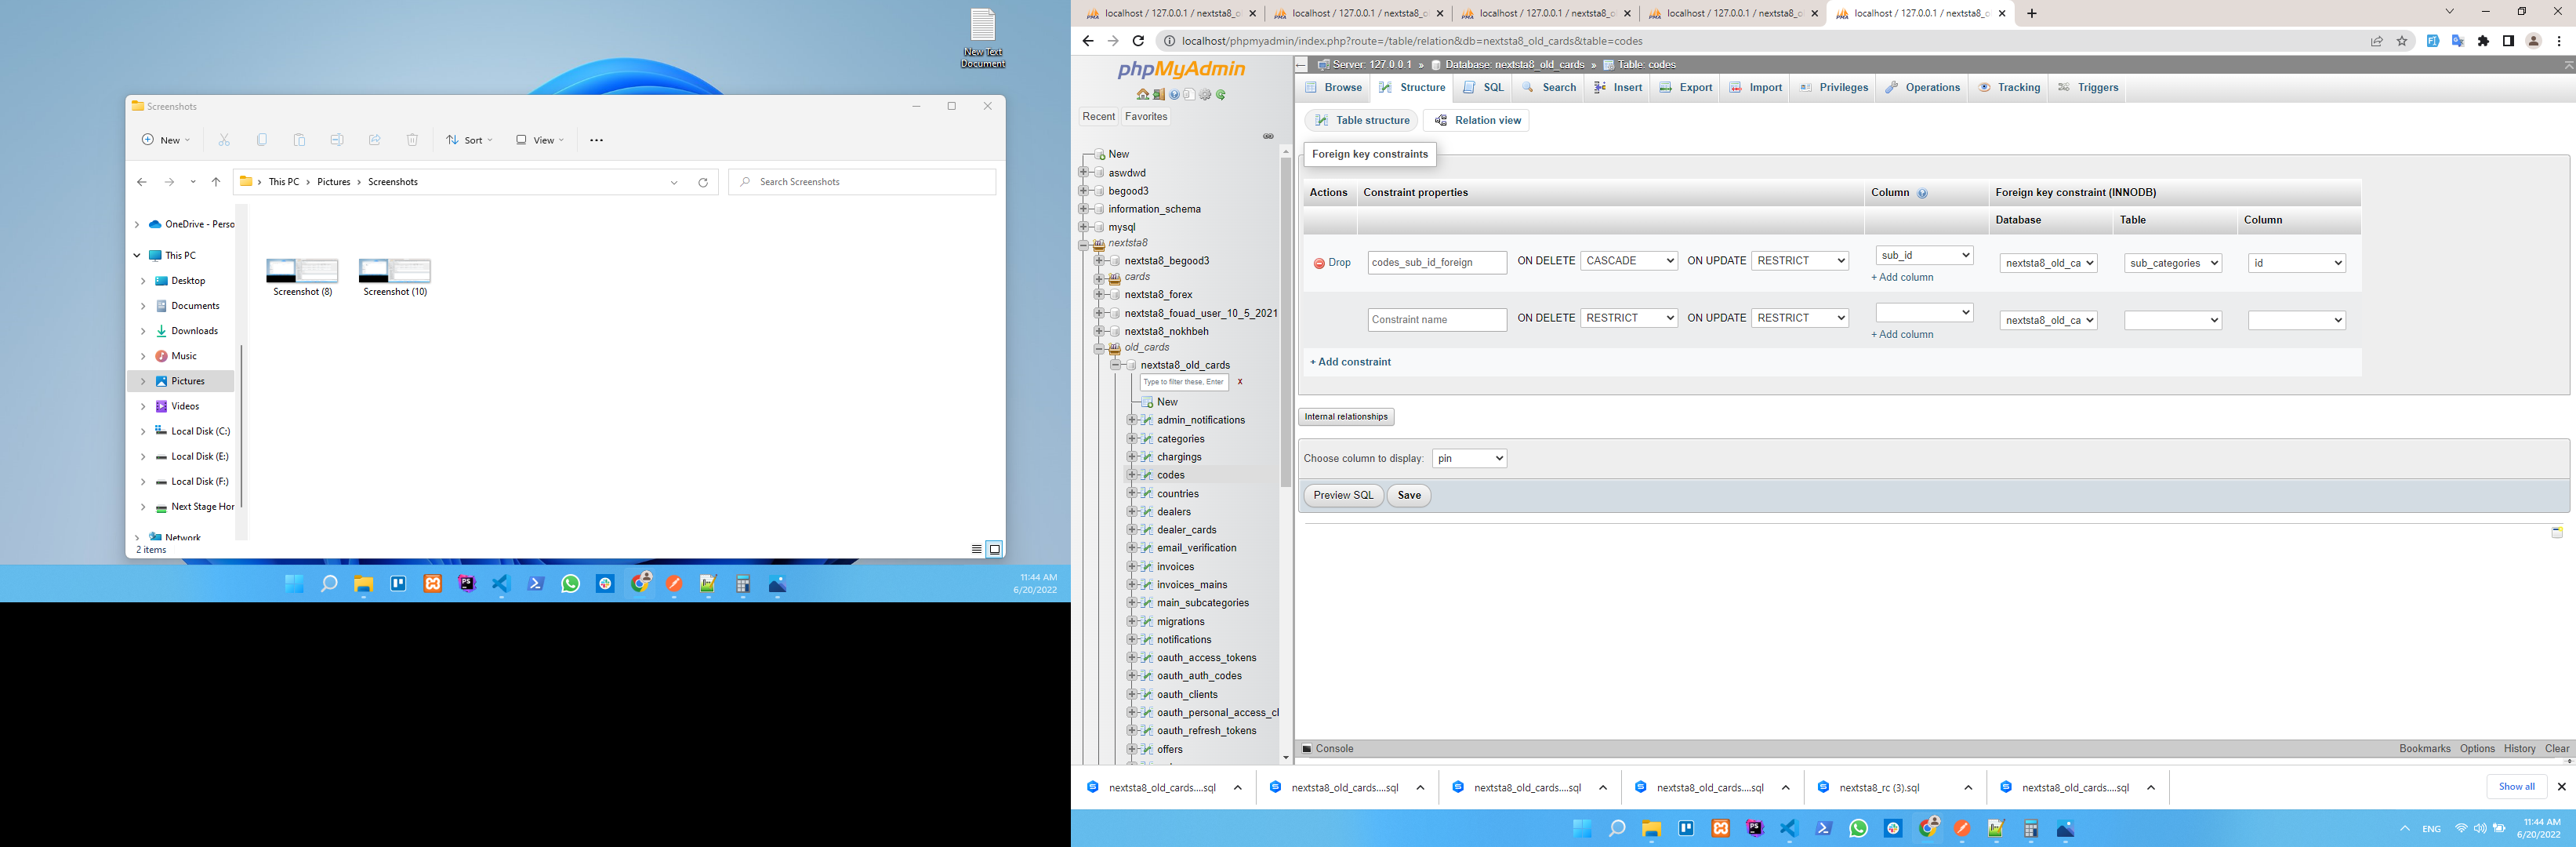 New Text
Document
Screenshots
New
Sort
View
This PC > Pictures > Screenshots
Search Screenshots
OneDrive - Perso
This PC
Desktop
Documents
Downloads
Music
Pictures
Videos
Local Disk (C:)
Local Disk (E:)
Local Disk (F:)
Next Stage Hor
Network
Screenshot (8)
Screenshot (10)
2 items
11:44 AM
6/20/2022
localhost / 127.0.0.1 / nextsta8_o
localhost / 127.0.0.1 / nextsta8_o
localhost / 127.0.0.1 / nextsta8_o
localhost / 127.0.0.1 / nextsta8_o
localhost / 127.0.0.1 / nextsta8_o
localhost/phpmyadmin/index.php?route=/table/relation&db=nextsta8_old_cards&table=codes
phpMyAdmin
Recent Favorites
New
aswdwd
begood3
information_schema
mysql
nextsta8
nextsta8_begood3
cards
nextsta8_forex
nextsta8_fouad_user_10_5_2021
nextsta8_nokhbeh
old_cards
nextsta8_old_cards
Type to filter these, Enter X
New
admin_notifications
categories
chargings
codes
countries
dealers
dealer_cards
email_verification
invoices
invoices_mains
main_subcategories
migrations
notifications
oauth_access_tokens
oauth_auth_codes
oauth_clients
oauth_personal_access_cl
oauth_refresh_tokens
offers
Server: 127.0.0.1 » Database: nextsta8_old_cards » Table: codes
Browse Structure SQL Search Insert Export Import Privileges Operations Tracking Triggers
Table structure Relation view
Foreign key constraints
Actions Constraint properties Column Foreign key constraint (INNODB)
Database Table Column
Drop codes_sub_id_foreign ON DELETE CASCADE ON UPDATE RESTRICT sub_id nextsta8_old_ca sub_categories id
+ Add column
Constraint name ON DELETE RESTRICT ON UPDATE RESTRICT nextsta8_old_ca
+ Add column
+ Add constraint
Internal relationships
Choose column to display: pin
Preview SQL Save
Console Bookmarks Options History Clear
nextsta8_old_cards....sql
nextsta8_old_cards....sql
nextsta8_old_cards....sql
nextsta8_old_cards....sql
nextsta8_rc (3).sql
nextsta8_old_cards....sql
Show all
ENG
11:44 AM
6/20/2022